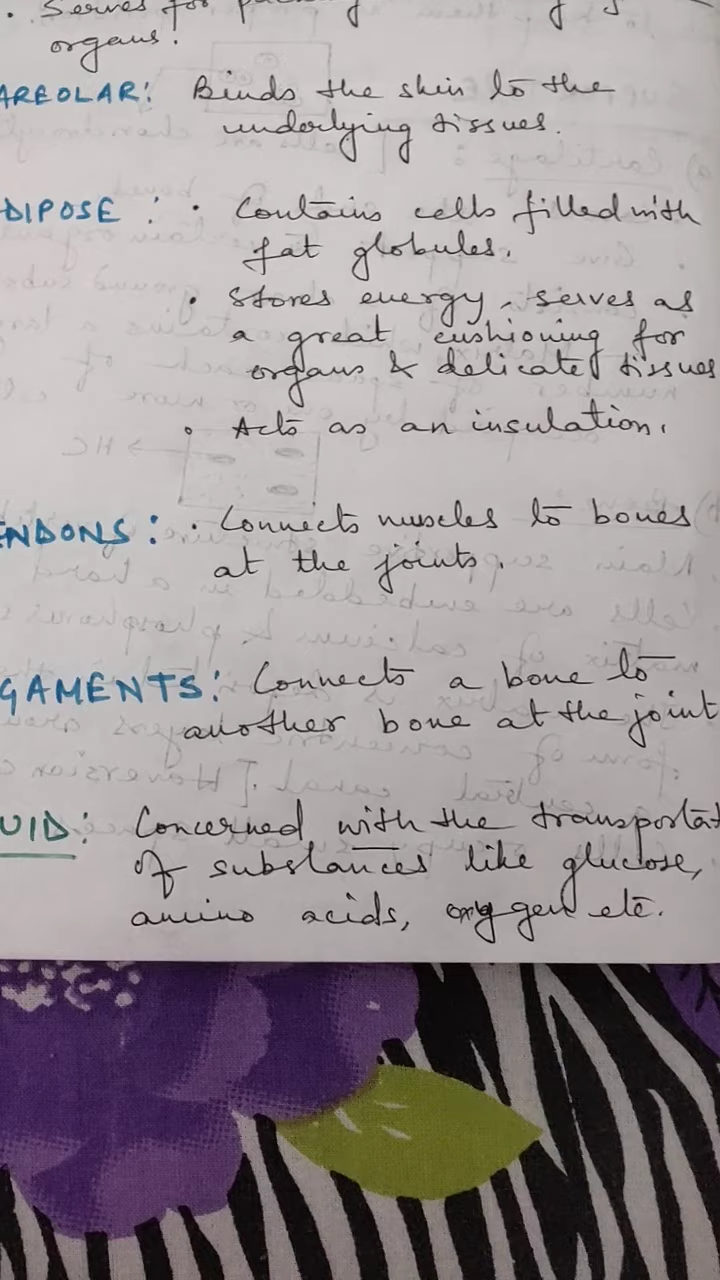 . Serves for
organs.
AREOLAR: Binds the skin to the
underlying tissues.
DIPOSE : • Contains cells filled with
fat globules.
• Stores energy, serves as
a great cushioning for
organs & delicate tissues
• Acts as an insulation.
ENDONS: • Connects muscles to bones
at the joints.
GAMENTS: Connects a bone to
another bone at the joint
UID: Concerned with the transportat
of substances like glucose,
amino acids, oxygen etc.